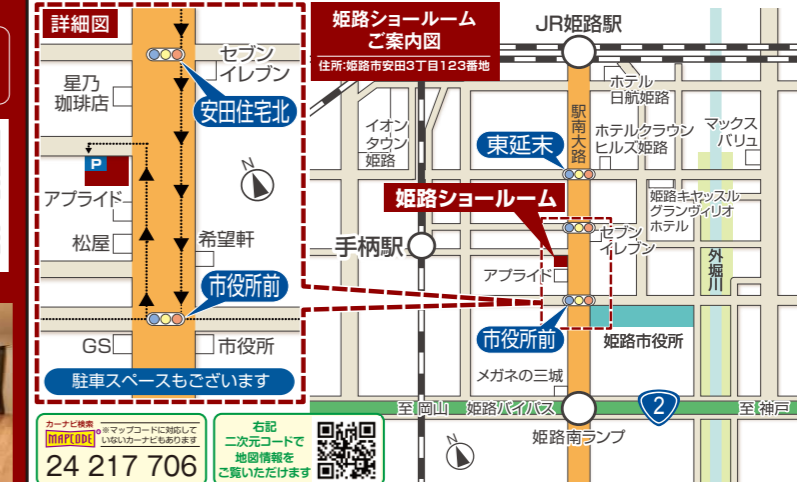 詳細図
セブン
イレブン
星乃
珈琲店
安田住宅北
P
アプライド
N
松屋
希望軒
市役所前
GS
市役所
駐車スペースもございます
カーナビ検索
MAPCODE
※マップコードに対応して
いないカーナビもあります
24 217 706
右記
二次元コードで
地図情報を
ご覧いただけます
姫路ショールーム
ご案内図
住所:姫路市安田3丁目123番地
JR姫路駅
ホテル
日航姫路
イオン
タウン
姫路
東延末
駅南大路
ホテルクラウン
ヒルズ姫路
マックス
バリュ
姫路ショールーム
姫路キャッスル
グランヴィリオ
ホテル
手柄駅
セブン
イレブン
外堀川
アプライド
市役所前
姫路市役所
メガネの三城
2
至 岡山
姫路バイパス
至 神戸
姫路南ランプ
N